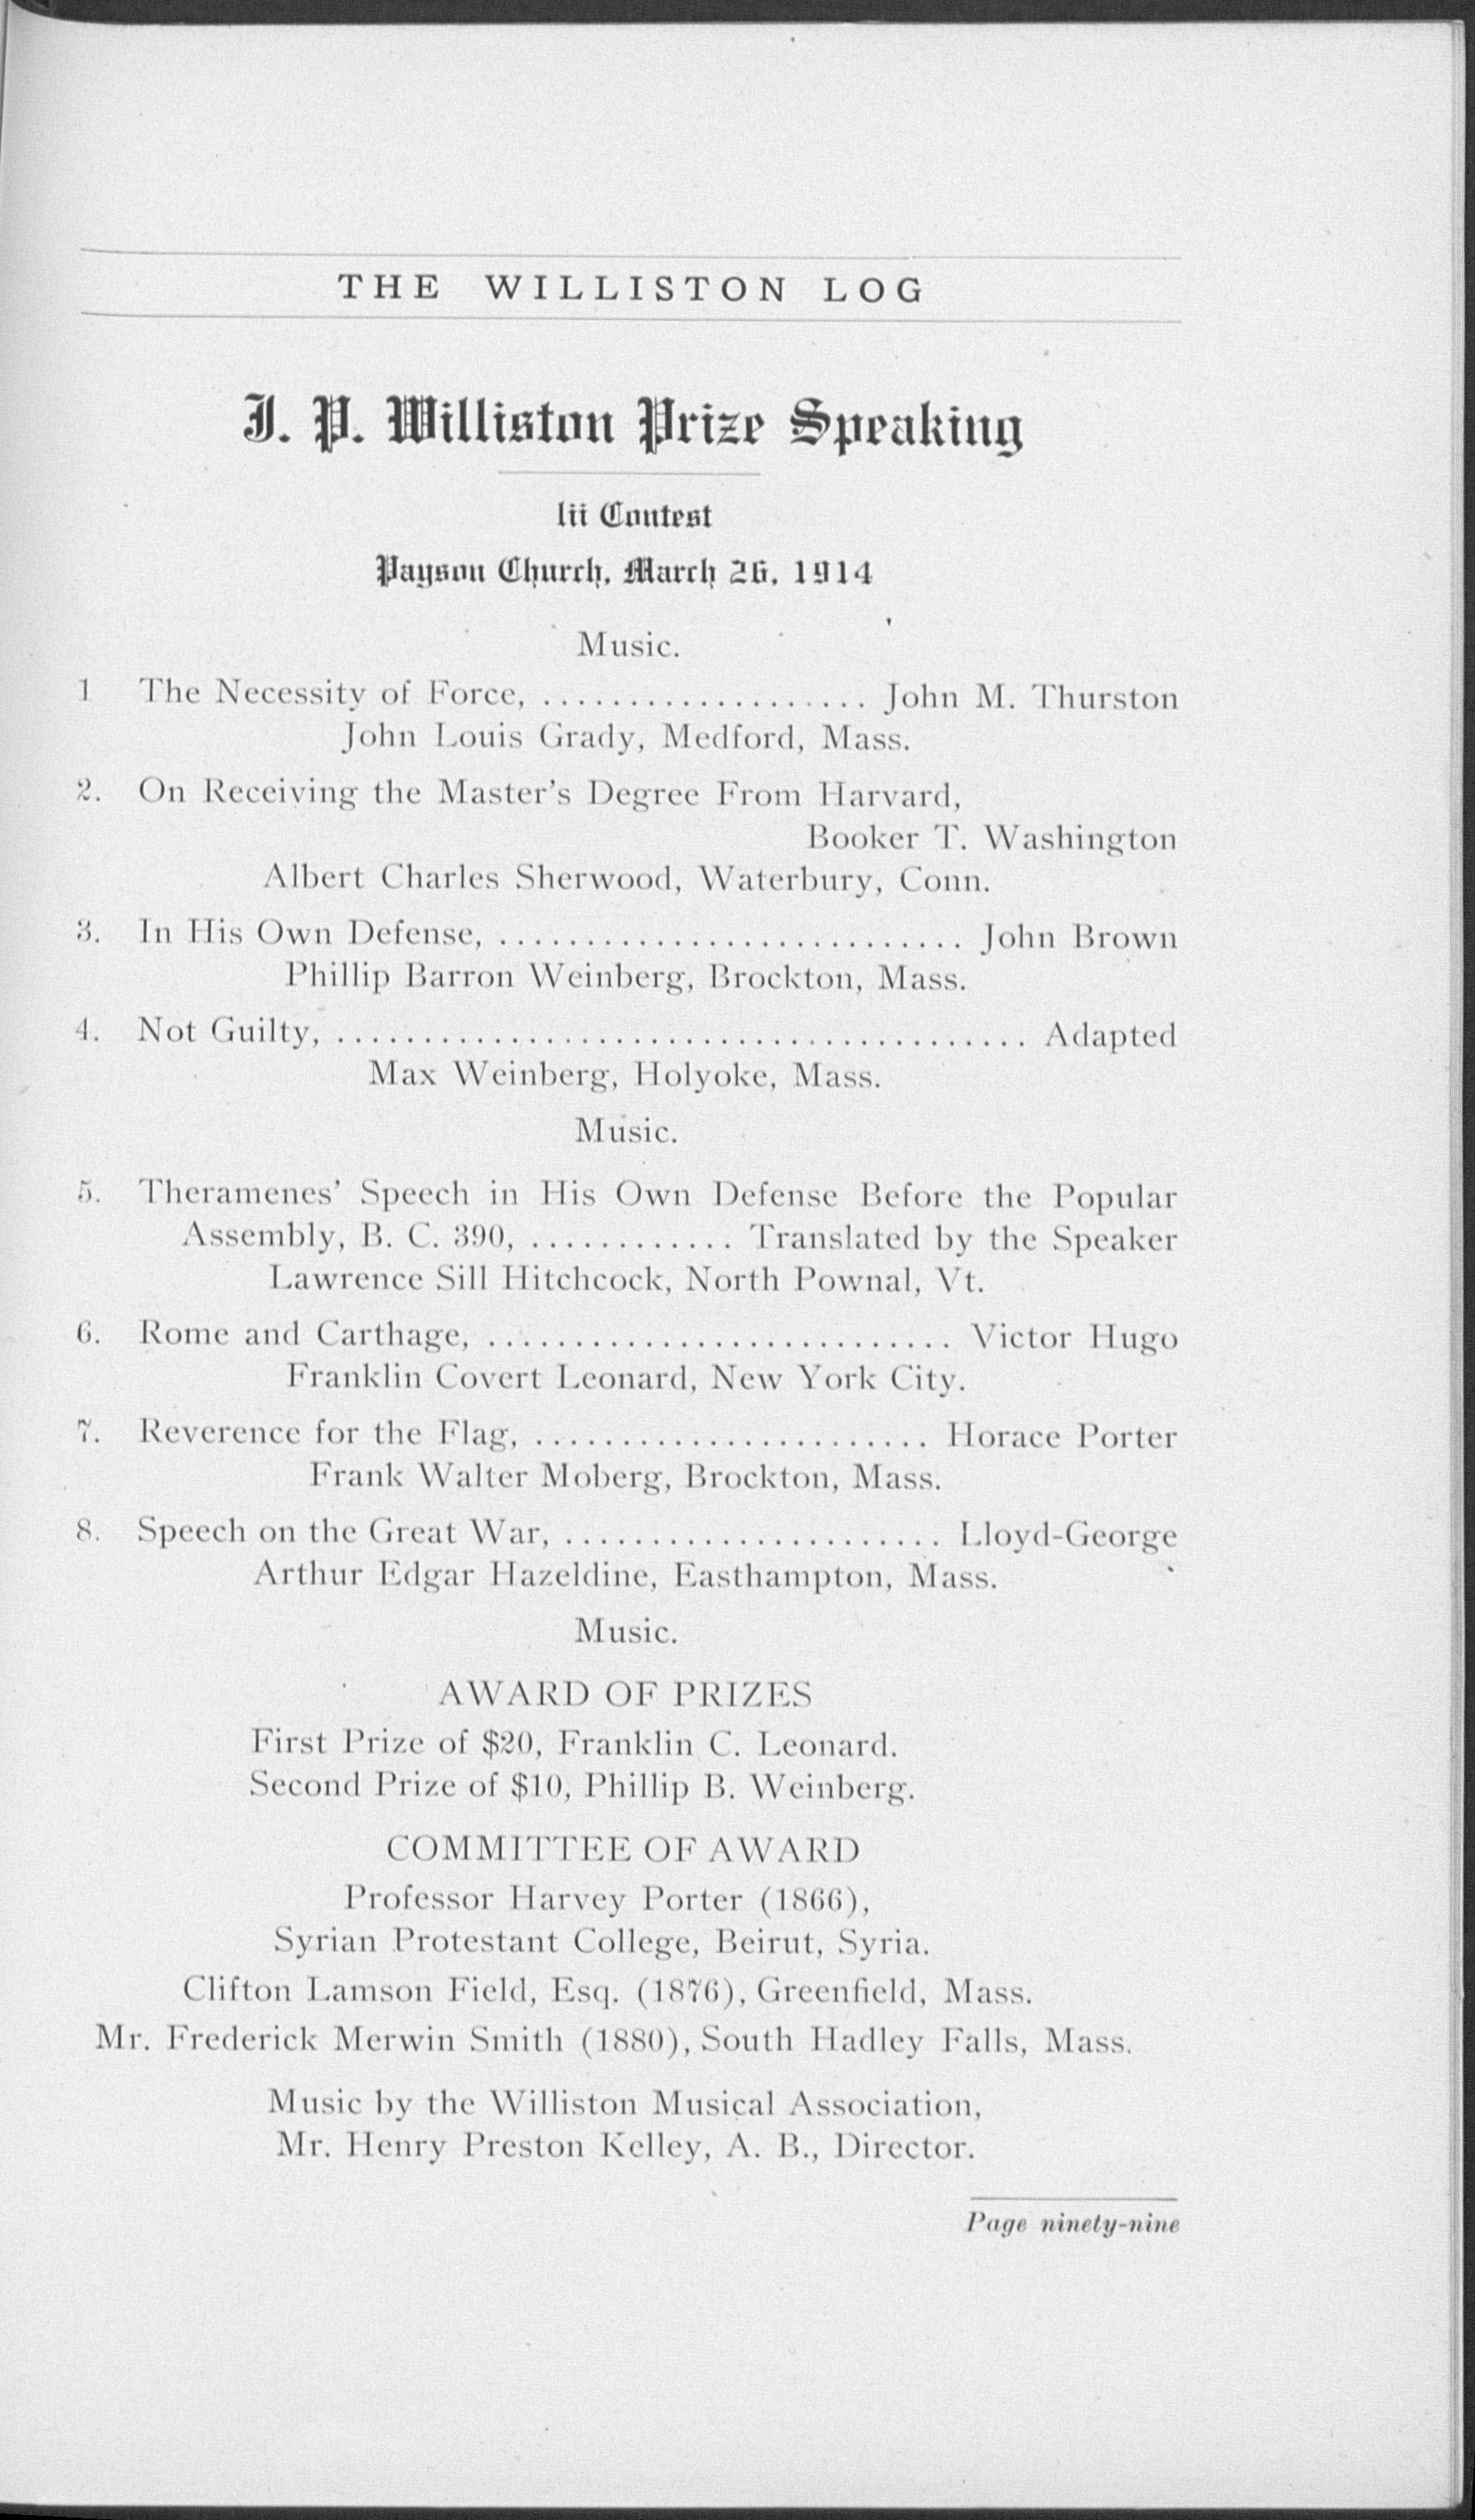 THE WILLISTON LOG
J. P. Williston Prize Speaking
lii Contest
Payson Church, March 26, 1914
Music.
1 The Necessity of Force, ................... John M. Thurston
John Louis Grady, Medford, Mass.
2. On Receiving the Master's Degree From Harvard,
Booker T. Washington
Albert Charles Sherwood, Waterbury, Conn.
3. In His Own Defense, ........................... John Brown
Phillip Barron Weinberg, Brockton, Mass.
4. Not Guilty, ........................................ Adapted
Max Weinberg, Holyoke, Mass.
Music.
5. Theramenes' Speech in His Own Defense Before the Popular
Assembly, B. C. 390, ............ Translated by the Speaker
Lawrence Sill Hitchcock, North Pownal, Vt.
6. Rome and Carthage, ........................... Victor Hugo
Franklin Covert Leonard, New York City.
7. Reverence for the Flag, ....................... Horace Porter
Frank Walter Moberg, Brockton, Mass.
8. Speech on the Great War, ...................... Lloyd-George
Arthur Edgar Hazeldine, Easthampton, Mass.
Music.
AWARD OF PRIZES
First Prize of $20, Franklin C. Leonard.
Second Prize of $10, Phillip B. Weinberg.
COMMITTEE OF AWARD
Professor Harvey Porter (1866),
Syrian Protestant College, Beirut, Syria.
Clifton Lamson Field, Esq. (1876), Greenfield, Mass.
Mr. Frederick Merwin Smith (1880), South Hadley Falls, Mass.
Music by the Williston Musical Association,
Mr. Henry Preston Kelley, A. B., Director.
Page ninety-nine